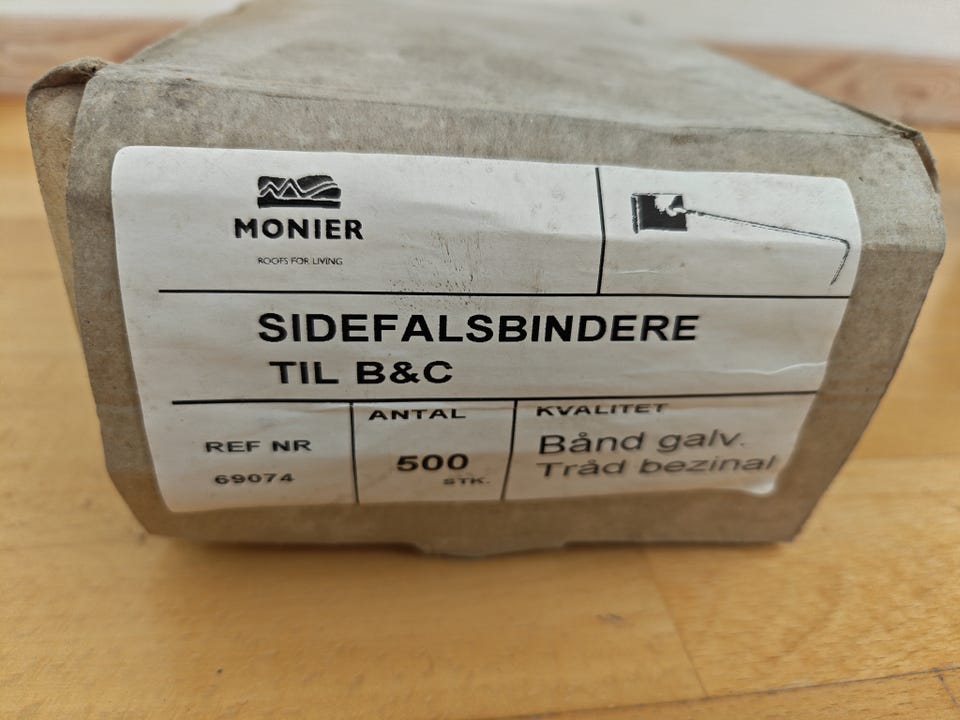 MONIER
ROOFS FOR LIVING
SIDEFALSBINDERE
TIL B&C
REF NR
69074
ANTAL
500
STK.
KVALITET
Bånd galv.
Tråd bezinal